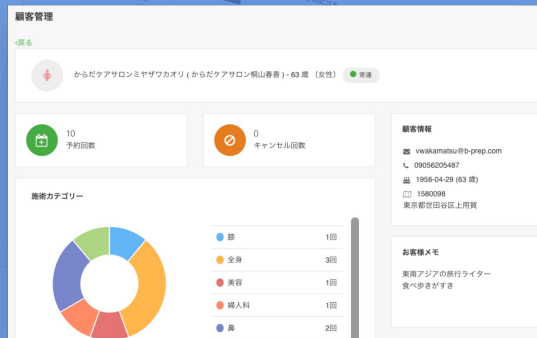 顧客管理
‹戻る
からだケアサロンミヤザワカオリ ( からだケアサロン桐山春香 ) - 63 歳 （女性） 常連
10
予約回数
0
キャンセル回数
顧客情報
vwakamatsu@b-prep.com
09056205487
1956-04-29 (63 歳)
1580098
東京都世田谷区上用賀
施術カテゴリー
膝 1回
全身 3回
美容 1回
婦人科 1回
鼻 2回
お客様メモ
東南アジアの旅行ライター
食べ歩きがすき